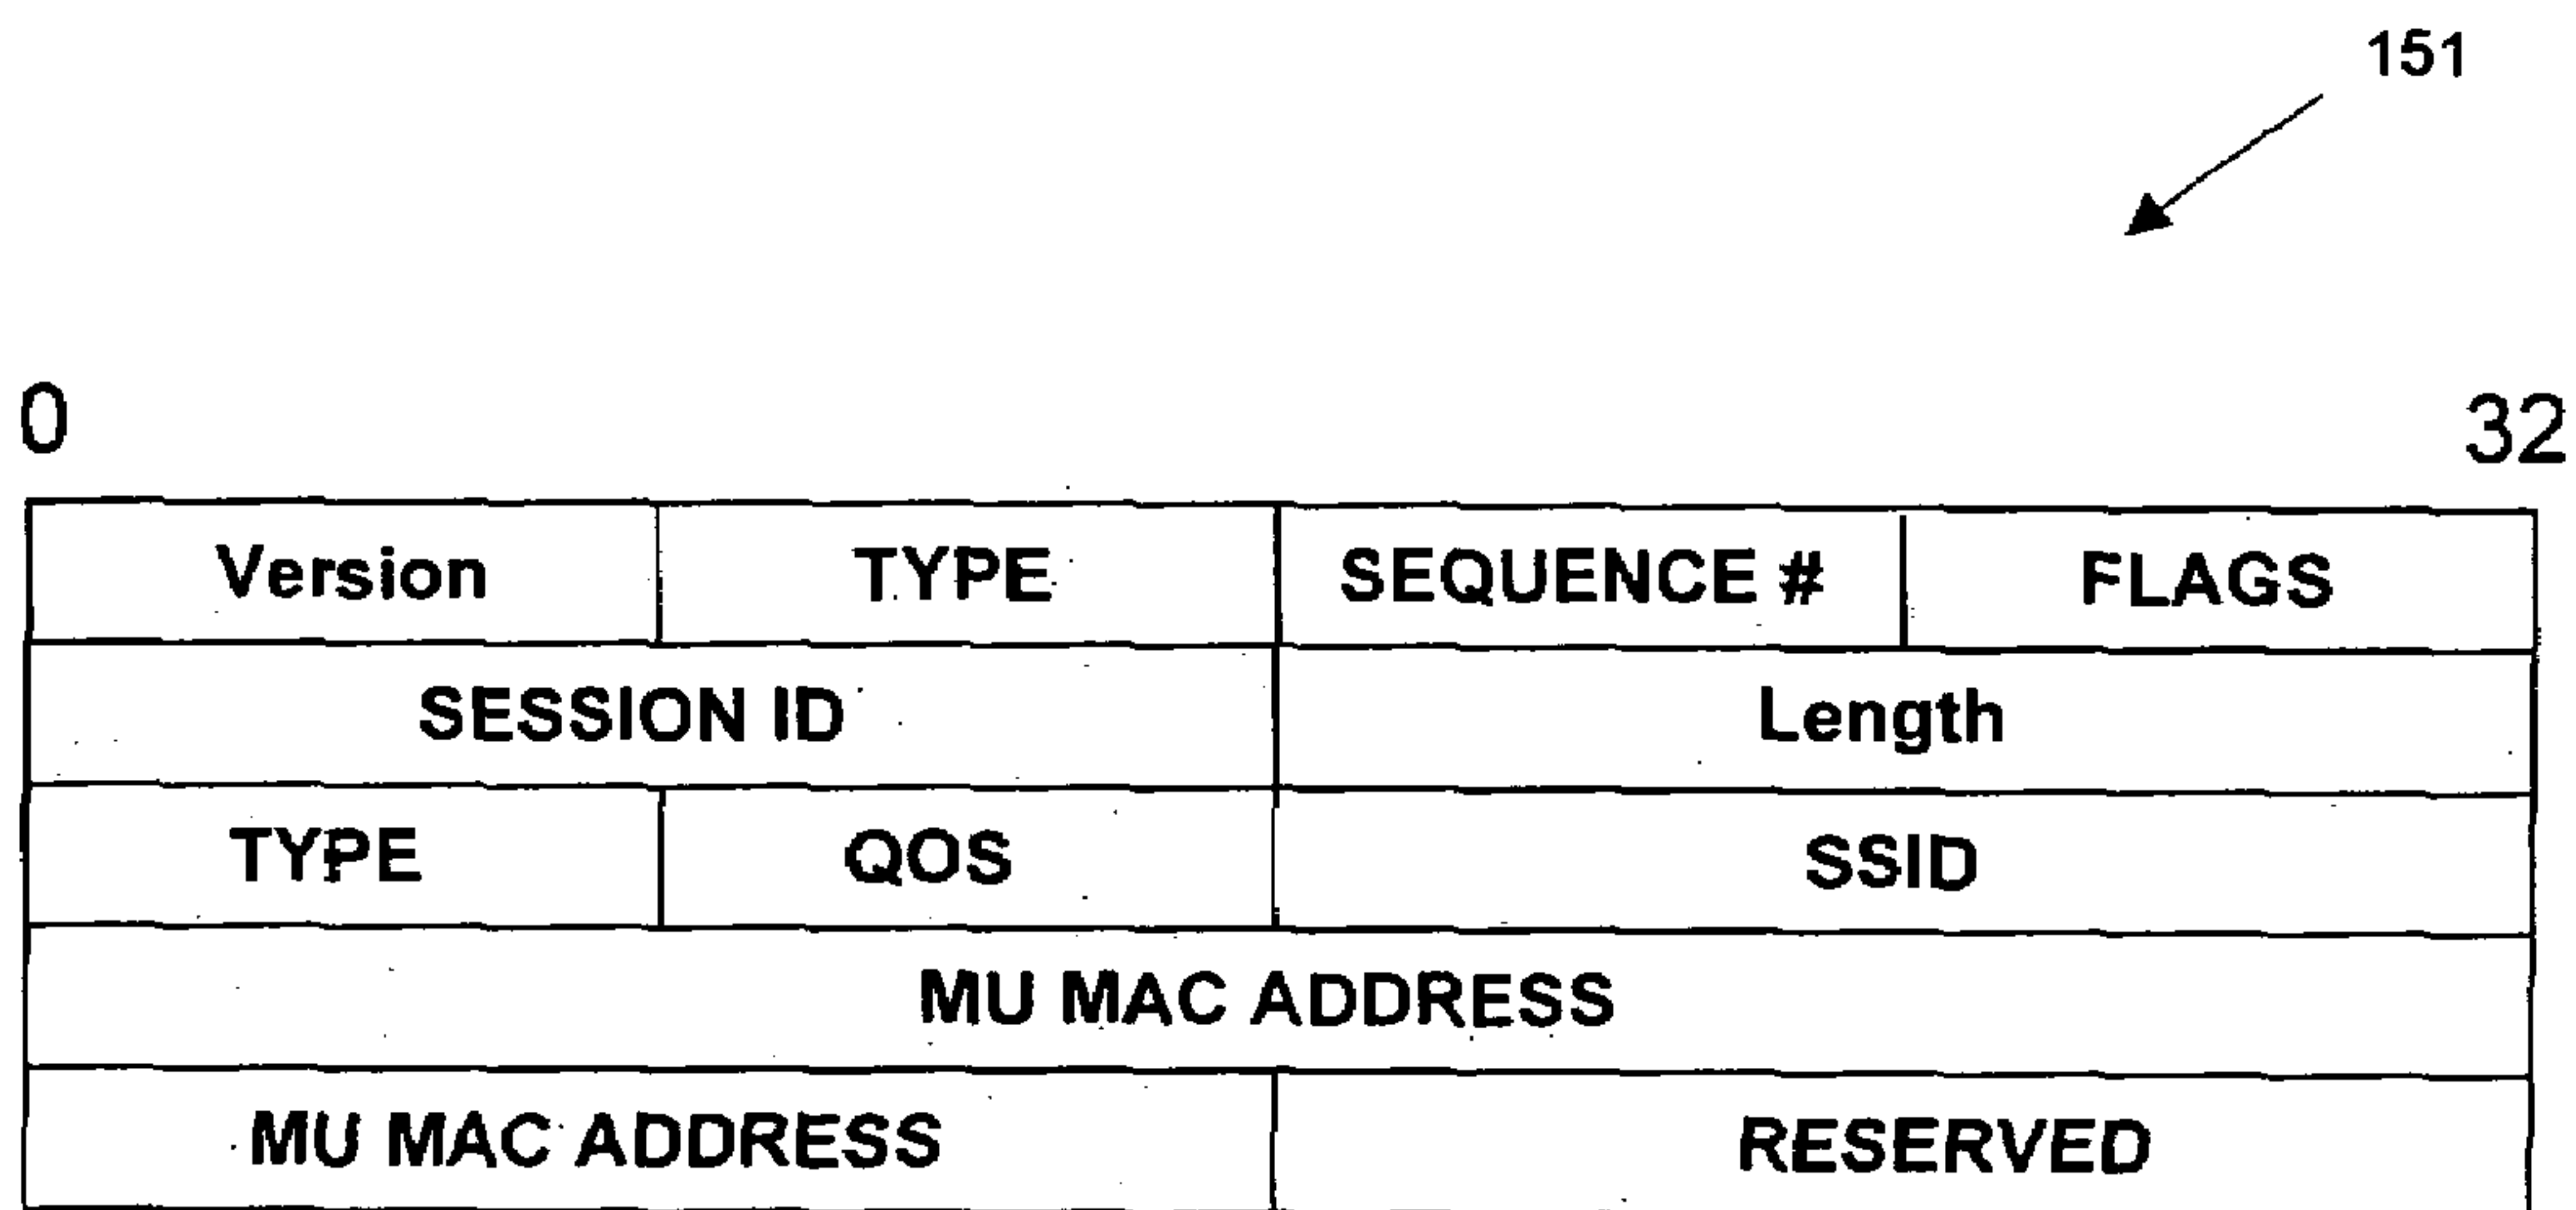 151
0 32
Version TYPE SEQUENCE # FLAGS
SESSION ID Length
TYPE QOS SSID
MU MAC ADDRESS
MU MAC ADDRESS RESERVED